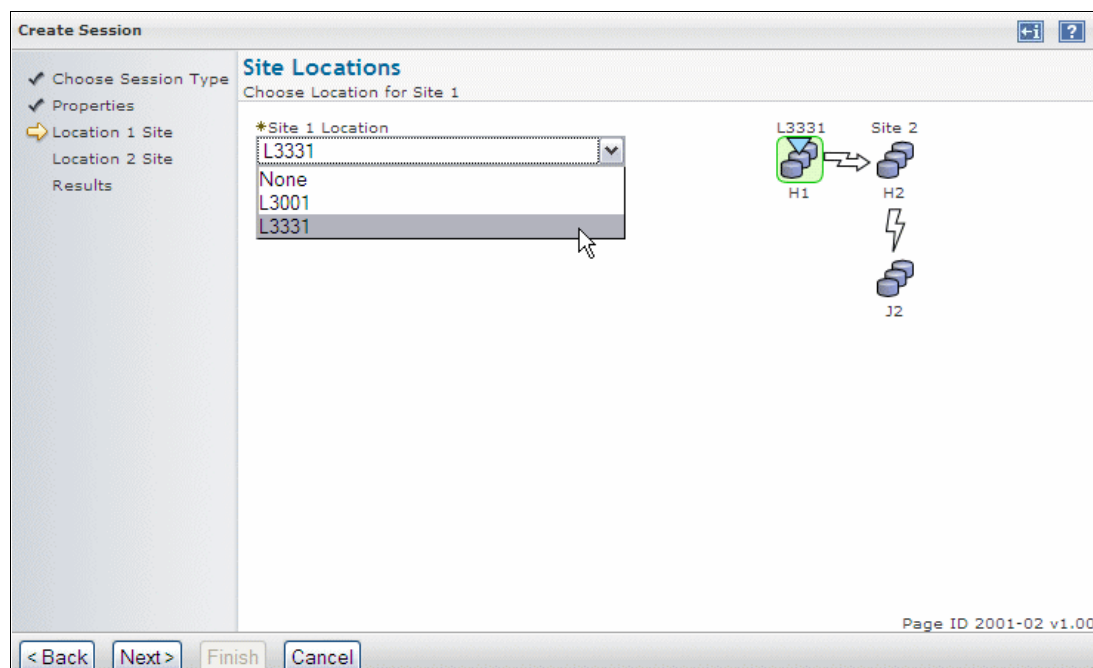 Create Session
Choose Session Type
Properties
Location 1 Site
Location 2 Site
Results
Site Locations
Choose Location for Site 1
*Site 1 Location
L3331
None
L3001
L3331
L3331 Site 2
H1 H2
J2
Page ID 2001-02 v1.00
< Back Next > Finish Cancel